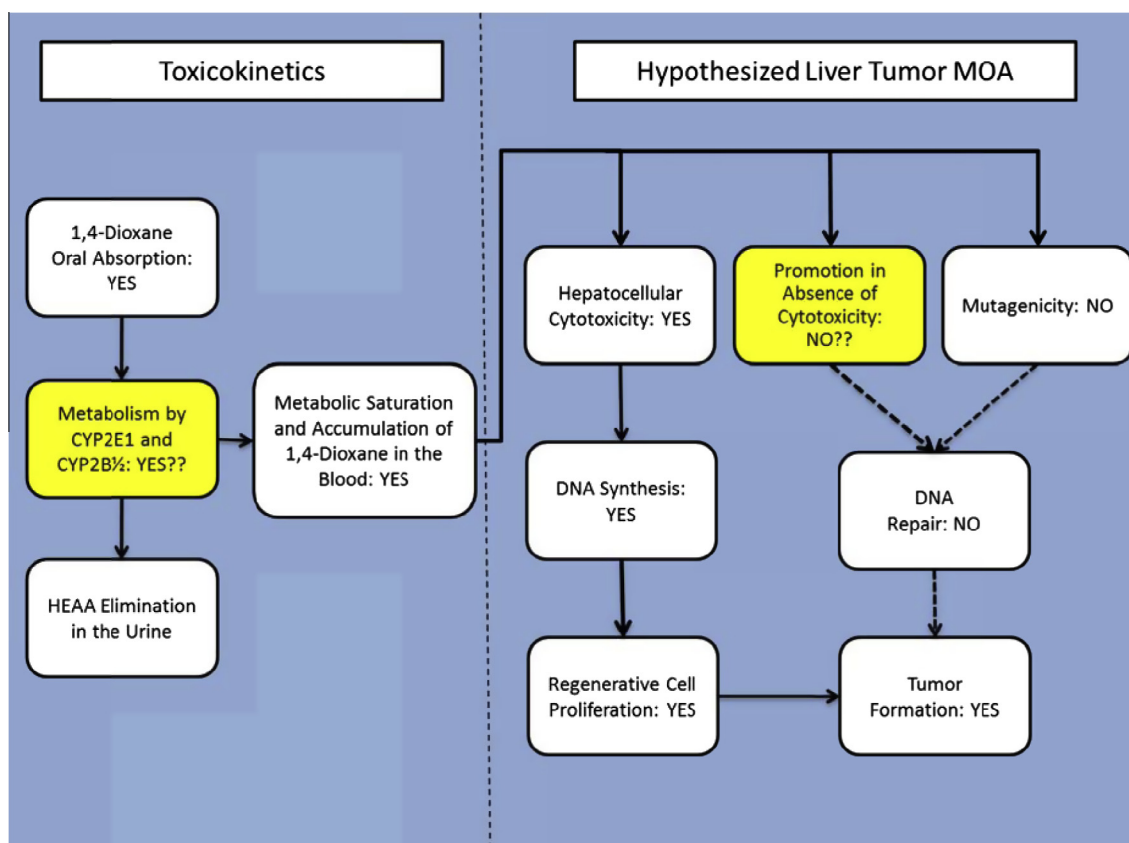 Toxicokinetics
Hypothesized Liver Tumor MOA
1,4-Dioxane
Oral Absorption:
YES
Metabolism by
CYP2E1 and
CYP2B½: YES??
HEAA Elimination
in the Urine
Metabolic Saturation
and Accumulation of
1,4-Dioxane in the
Blood: YES
Hepatocellular
Cytotoxicity: YES
DNA Synthesis:
YES
Regenerative Cell
Proliferation: YES
Promotion in
Absence of
Cytotoxicity:
NO??
Mutagenicity: NO
DNA
Repair: NO
Tumor
Formation: YES